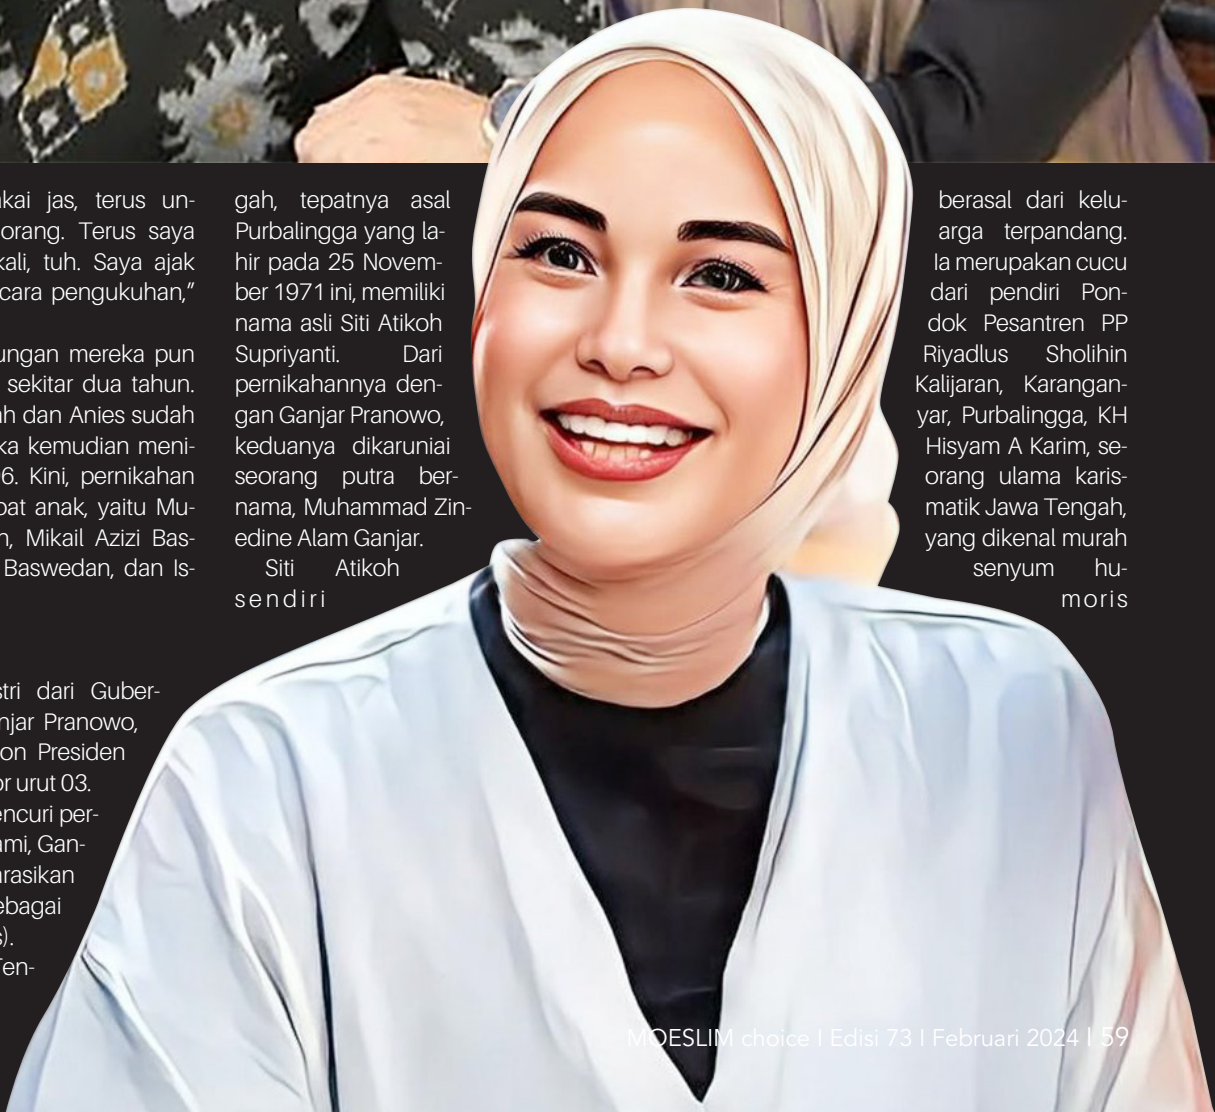 kai jas, terus un-
orang. Terus saya
kali, tuh. Saya ajak
cara pengukuhan,”
ungan mereka pun
sekitar dua tahun.
ah dan Anies sudah
ka kemudian meni-
6. Kini, pernikahan
pat anak, yaitu Mu-
n, Mikail Azizi Bas-
Baswedan, dan Is-
stri dari Guber-
njar Pranowo,
on Presiden
or urut 03.
encuri per-
ami, Gan-
arasikan
ebagai
s).
Ten-
gah, tepatnya asal
Purbalingga yang la-
hir pada 25 Novem-
ber 1971 ini, memiliki
nama asli Siti Atikoh
Supriyanti. Dari
pernikahannya den-
gan Ganjar Pranowo,
keduanya dikaruniai
seorang putra ber-
nama, Muhammad Zin-
edine Alam Ganjar.
Siti Atikoh
sendiri
berasal dari kelu-
arga terpandang.
Ia merupakan cucu
dari pendiri Pon-
dok Pesantren PP
Riyadlus Sholihin
Kalijaran, Karangan-
yar, Purbalingga, KH
Hisyam A Karim, se-
orang ulama karis-
matik Jawa Tengah,
yang dikenal murah
senyum hu-
moris
MOESLIM choice I Edisi 73 I Februari 2024 I 59